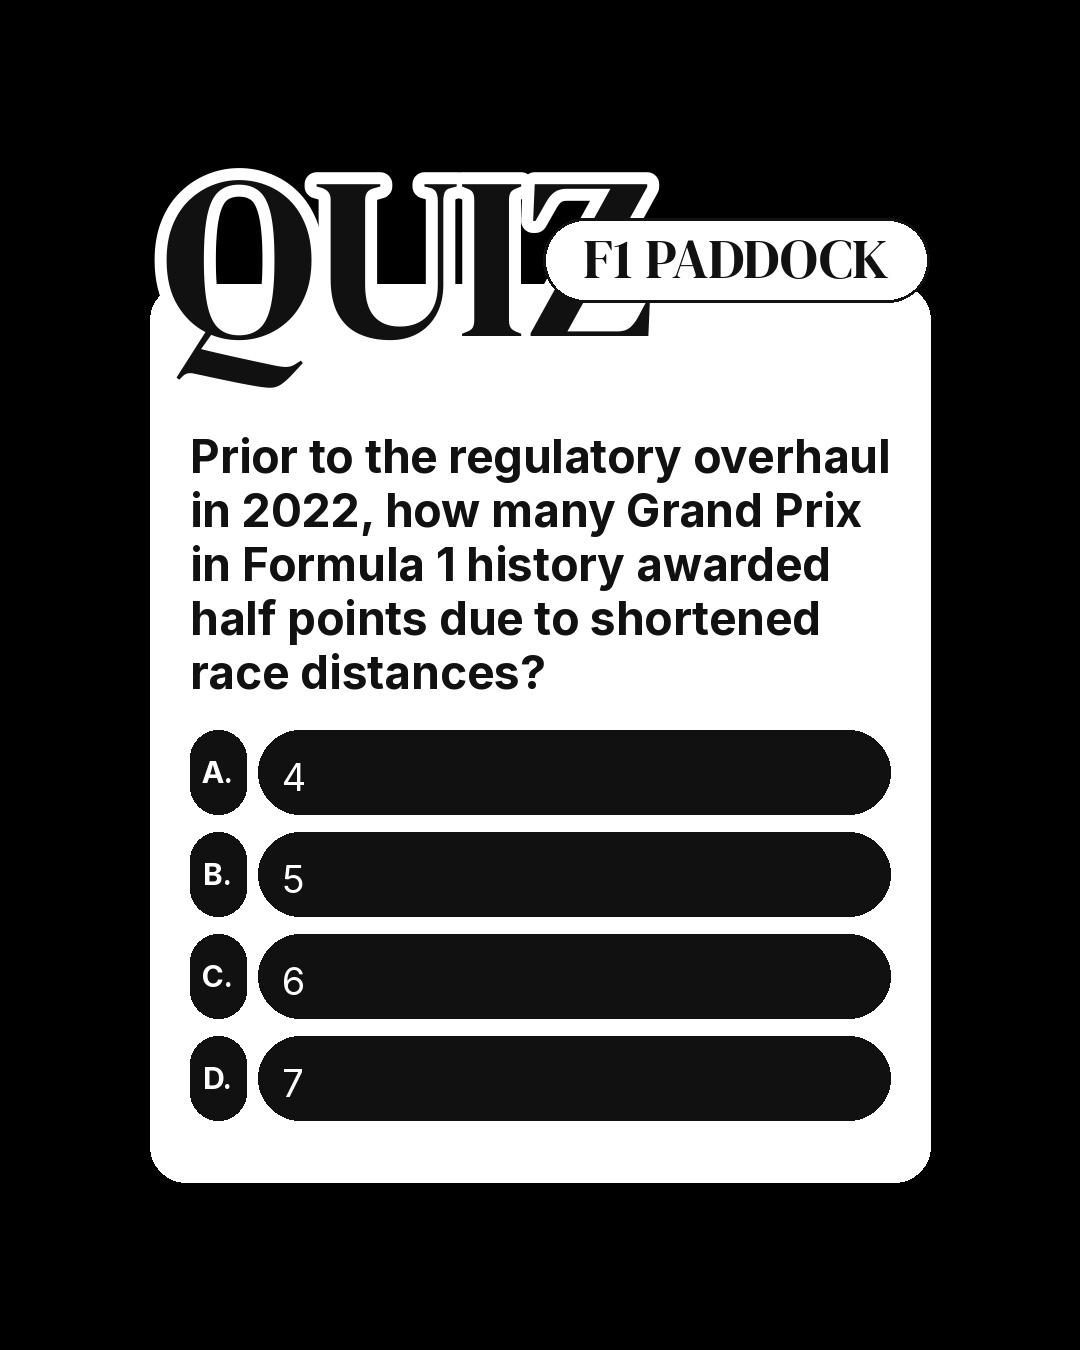 QUIZ
F1 PADDOCK
Prior to the regulatory overhaul
in 2022, how many Grand Prix
in Formula 1 history awarded
half points due to shortened
race distances?
A. 4
B. 5
C. 6
D. 7